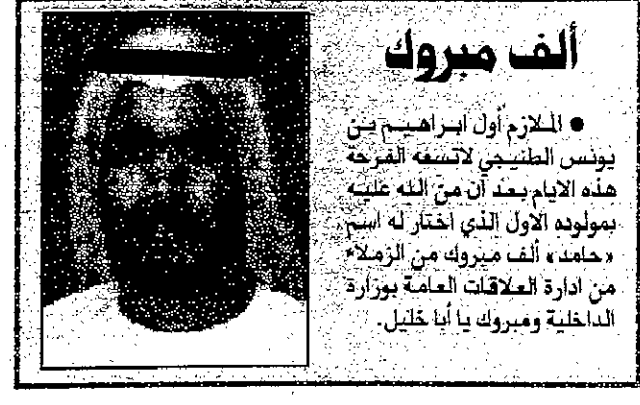 ألف مبروك
● الملازم أول ابراهيم بن
يونس الطنيجي لاتسعه الفرحة
هذه الايام بعد أن من الله عليه
بمولوده الاول الذي اختار له اسم
«حامد» ألف مبروك من الزملاء
من ادارة العلاقات العامة بوزارة
الداخلية ومبروك يا أبا خليل.